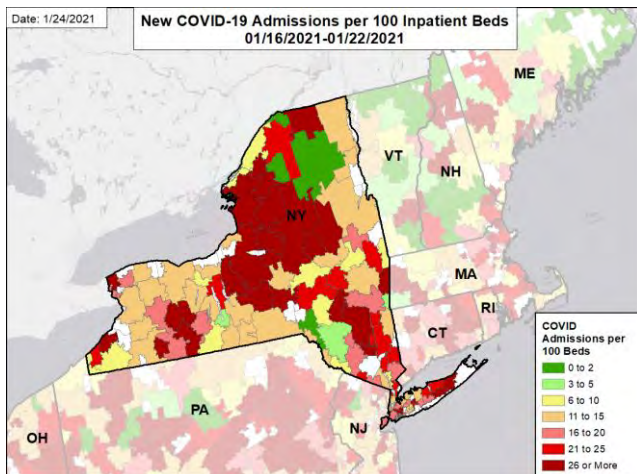 Date: 1/24/2021
New COVID-19 Admissions per 100 Inpatient Beds
01/16/2021-01/22/2021
ME
VT
NH
NY
MA
CT
RI
PA
OH
NJ
COVID
Admissions per
100 Beds
0 to 2
3 to 5
6 to 10
11 to 15
16 to 20
21 to 25
26 or More